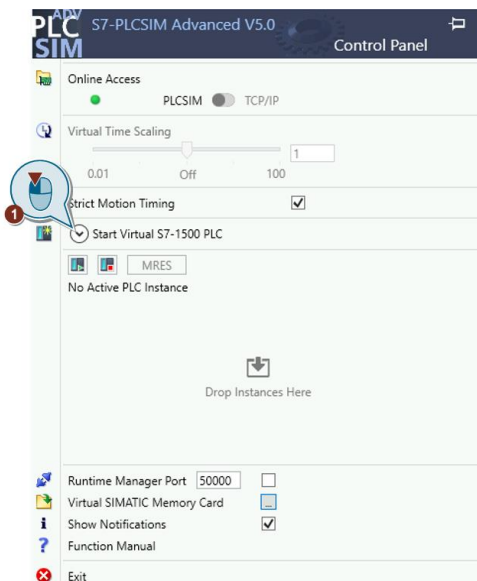 PLC ADV
SIM
S7-PLCSIM Advanced V5.0
Control Panel
Online Access
PLCSIM TCP/IP
Virtual Time Scaling
1
0.01 Off 100
Strict Motion Timing
1
Start Virtual S7-1500 PLC
MRES
No Active PLC Instance
Drop Instances Here
Runtime Manager Port 50000
Virtual SIMATIC Memory Card ...
Show Notifications
Function Manual
Exit